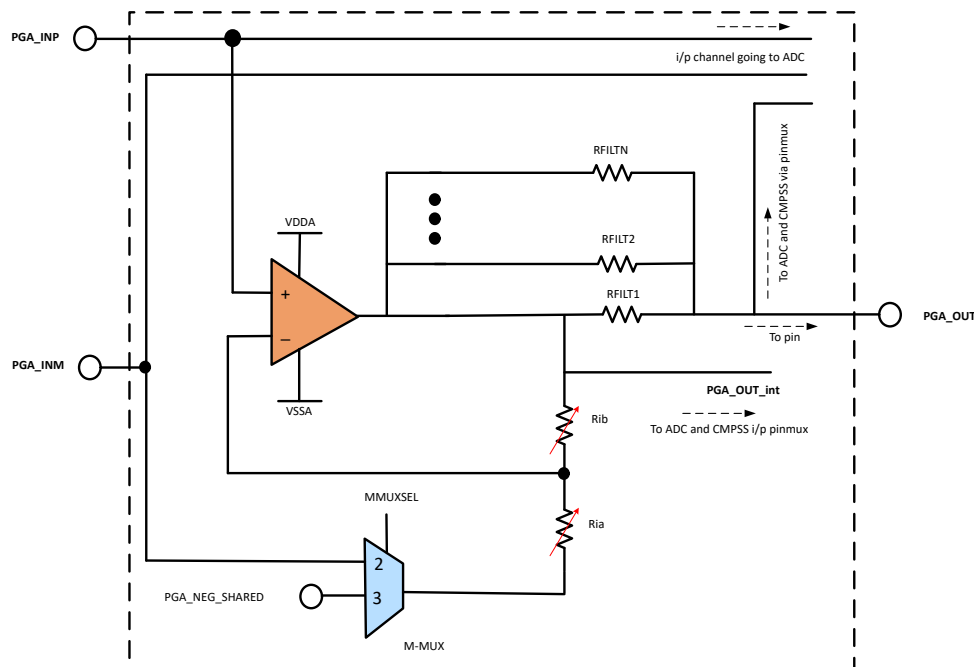 PGA_INP
i/p channel going to ADC
RFILTN
VDDA
To ADC and CMPSS via pinmux
RFILT2
+
RFILT1
PGA_OUT
−
To pin
PGA_INM
PGA_OUT_int
VSSA
Rib
To ADC and CMPSS i/p pinmux
MMUXSEL
Ria
2
PGA_NEG_SHARED
3
M-MUX